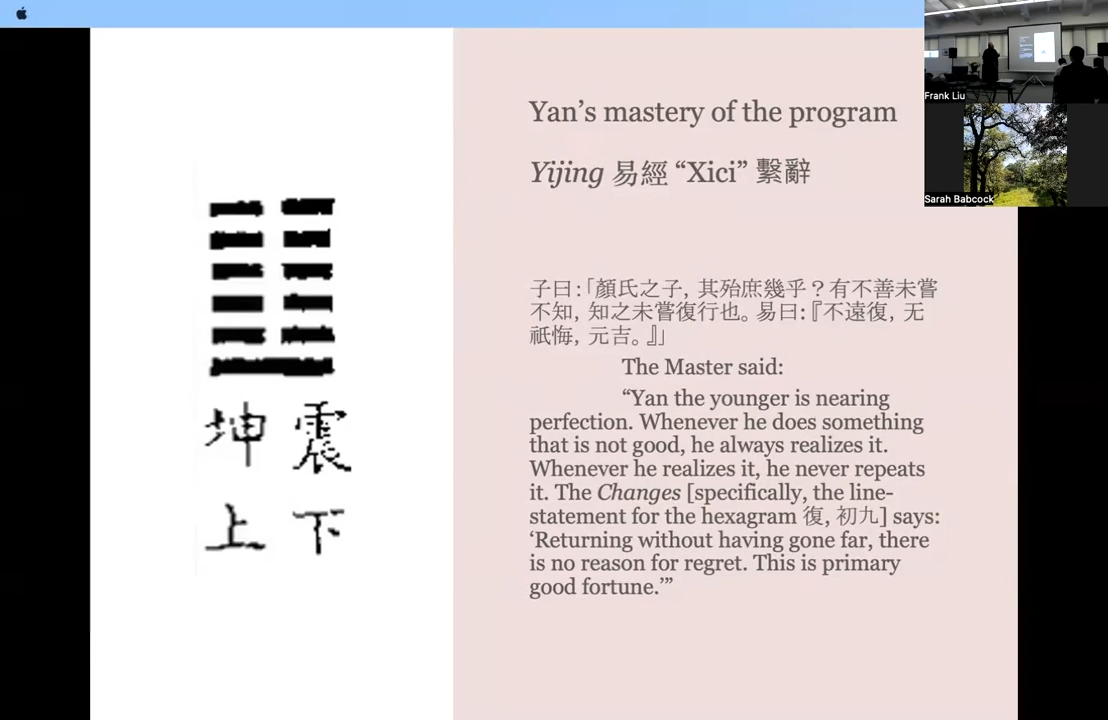 Yan’s mastery of the program
Yijing 易經 “Xici” 繫辭
子曰：「顏氏之子，其殆庶幾乎？有不善未嘗
不知，知之未嘗復行也。易曰：『不遠復，无
祇悔，元吉。』」
The Master said:
“Yan the younger is nearing
perfection. Whenever he does something
that is not good, he always realizes it.
Whenever he realizes it, he never repeats
it. The Changes [specifically, the line-
statement for the hexagram 復, 初九] says:
‘Returning without having gone far, there
is no reason for regret. This is primary
good fortune.’”
坤 震
上 下
Frank Liu
Sarah Babcock